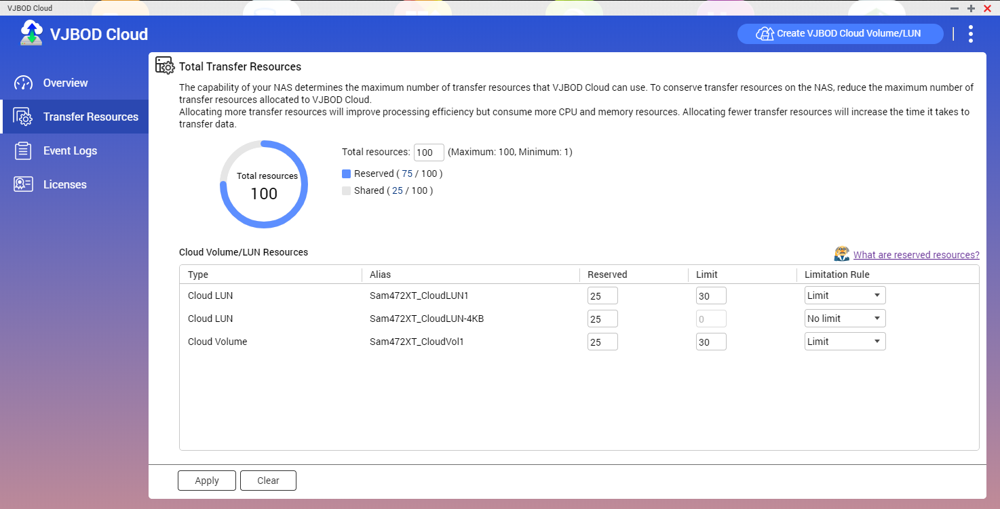 VJBOD Cloud
VJBOD Cloud
Create VJBOD Cloud Volume/LUN
Overview
Transfer Resources
Event Logs
Licenses
Total Transfer Resources
The capability of your NAS determines the maximum number of transfer resources that VJBOD Cloud can use. To conserve transfer resources on the NAS, reduce the maximum number of
transfer resources allocated to VJBOD Cloud.
Allocating more transfer resources will improve processing efficiency but consume more CPU and memory resources. Allocating fewer transfer resources will increase the time it takes to
transfer data.
Total resources
100
Total resources: 100 (Maximum: 100, Minimum: 1)
Reserved ( 75 / 100 )
Shared ( 25 / 100 )
Cloud Volume/LUN Resources
What are reserved resources?
Type Alias Reserved Limit Limitation Rule
Cloud LUN Sam472XT_CloudLUN1 25 30 Limit
Cloud LUN Sam472XT_CloudLUN-4KB 25 0 No limit
Cloud Volume Sam472XT_CloudVol1 25 30 Limit
Apply Clear